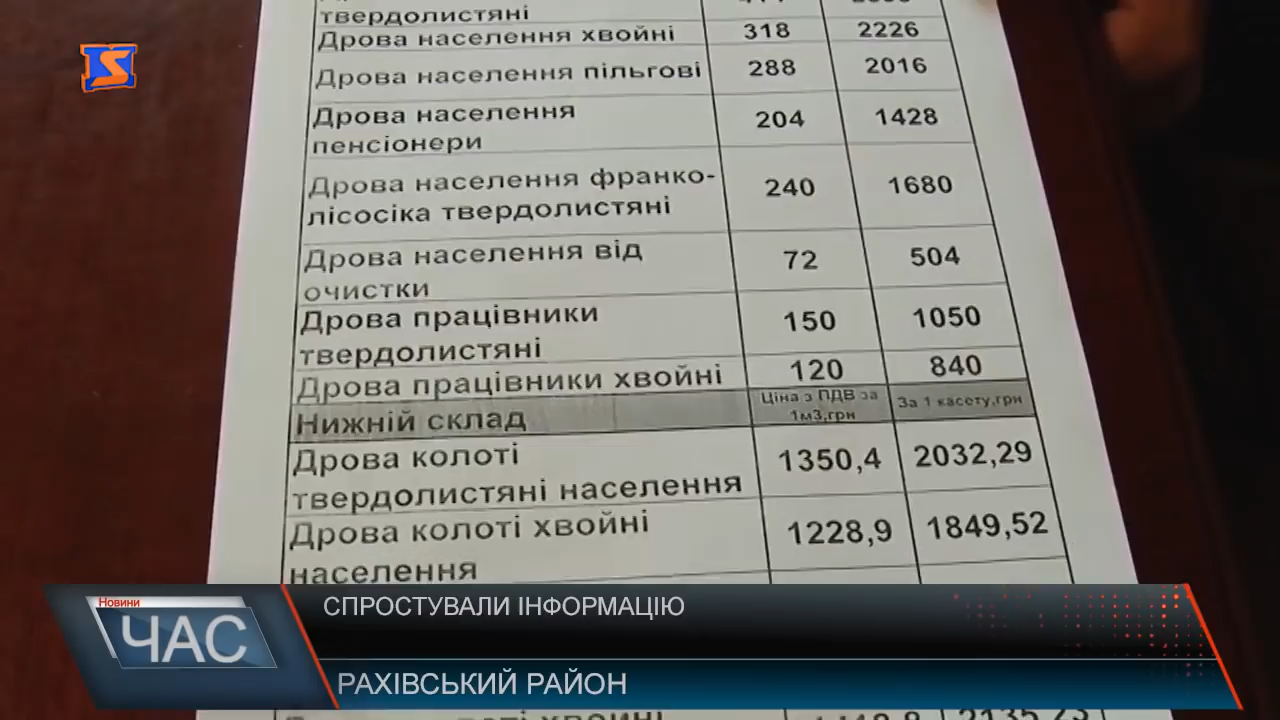 твердолистяні
Дрова населення хвойні 318 2226
Дрова населення пільгові 288 2016
Дрова населення
пенсіонери 204 1428
Дрова населення франко-
лісосіка твердолистяні 240 1680
Дрова населення від
очистки 72 504
Дрова працівники
твердолистяні 150 1050
Дрова працівники хвойні 120 840
Нижній склад Ціна з ПДВ за
1м3,грн За 1 касету,грн
Дрова колоті
твердолистяні населення 1350,4 2032,29
Дрова колоті хвойні
населення 1228,9 1849,52
Новини
ЧАС
СПРОСТУВАЛИ ІНФОРМАЦІЮ
РАХІВСЬКИЙ РАЙОН